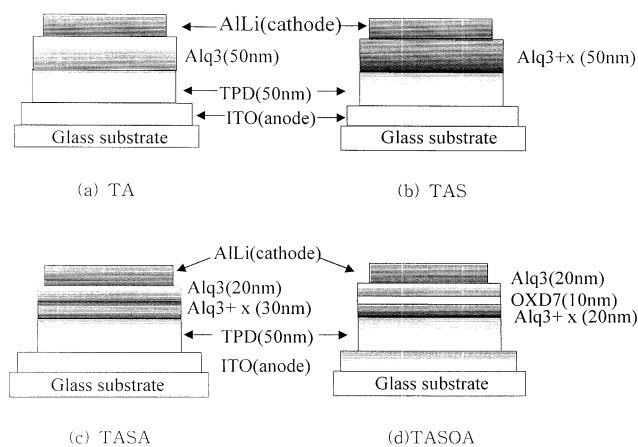 AlLi(cathode)
Alq3(50nm)
Alq3+x (50nm)
TPD(50nm)
ITO(anode)
Glass substrate
Glass substrate
(a) TA
(b) TAS
AlLi(cathode)
Alq3(20nm)
Alq3+ x (30nm)
TPD(50nm)
ITO(anode)
Glass substrate
(c) TASA
Alq3(20nm)
OXD7(10nm)
Alq3+ x (20nm)
Glass substrate
(d)TASOA